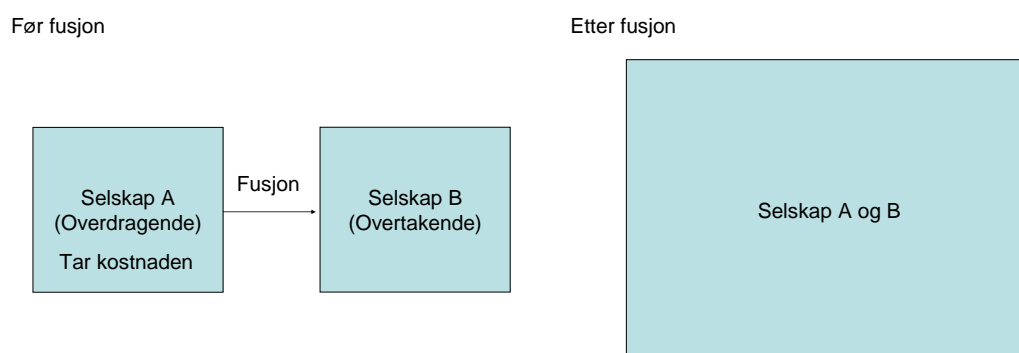 Før fusjon
Etter fusjon
Selskap A
(Overdragende)
Tar kostnaden
Fusjon
Selskap B
(Overtakende)
Selskap A og B